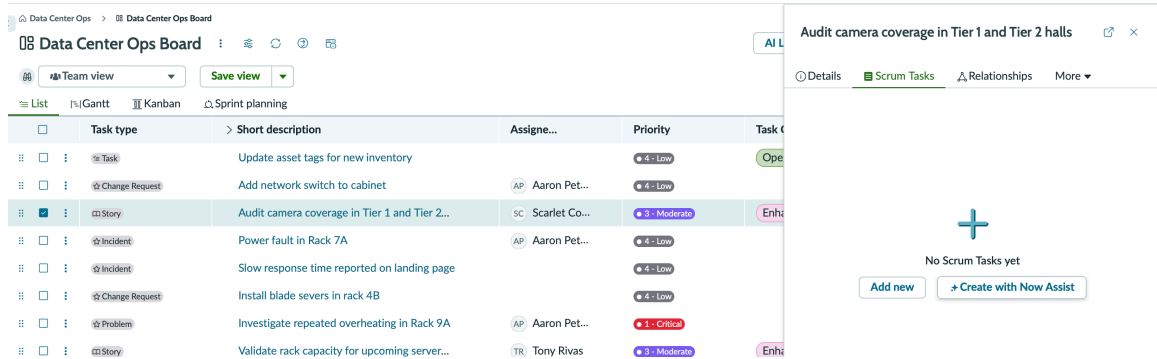 Data Center Ops > Data Center Ops Board
Data Center Ops Board
AI L
Team view
Save view
List Gantt Kanban Sprint planning
Task type Short description Assigne... Priority Task C
Task Update asset tags for new inventory 4 - Low Ope
Change Request Add network switch to cabinet AP Aaron Pet... 4 - Low
Story Audit camera coverage in Tier 1 and Tier 2... SC Scarlet Co... 3 - Moderate Enha
Incident Power fault in Rack 7A AP Aaron Pet... 4 - Low
Incident Slow response time reported on landing page 4 - Low
Change Request Install blade severs in rack 4B 4 - Low
Problem Investigate repeated overheating in Rack 9A AP Aaron Pet... 1 - Critical
Story Validate rack capacity for upcoming server... TR Tony Rivas 3 - Moderate Enha
Audit camera coverage in Tier 1 and Tier 2 halls
Details Scrum Tasks Relationships More
No Scrum Tasks yet
Add new Create with Now Assist